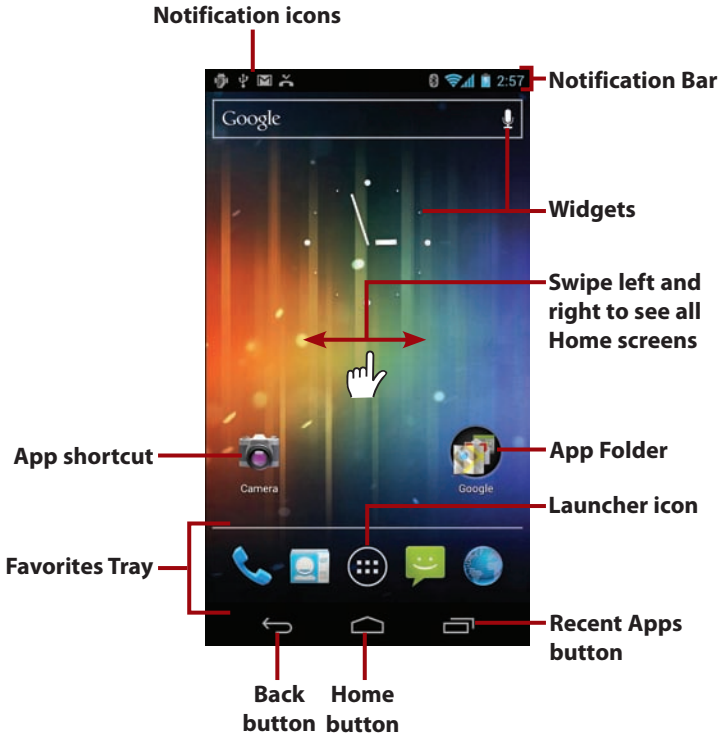 Notification icons
2:57
Notification Bar
Google
Widgets
Swipe left and
right to see all
Home screens
App shortcut
Camera
Google
App Folder
Launcher icon
Favorites Tray
Recent Apps
button
Back
button
Home
button